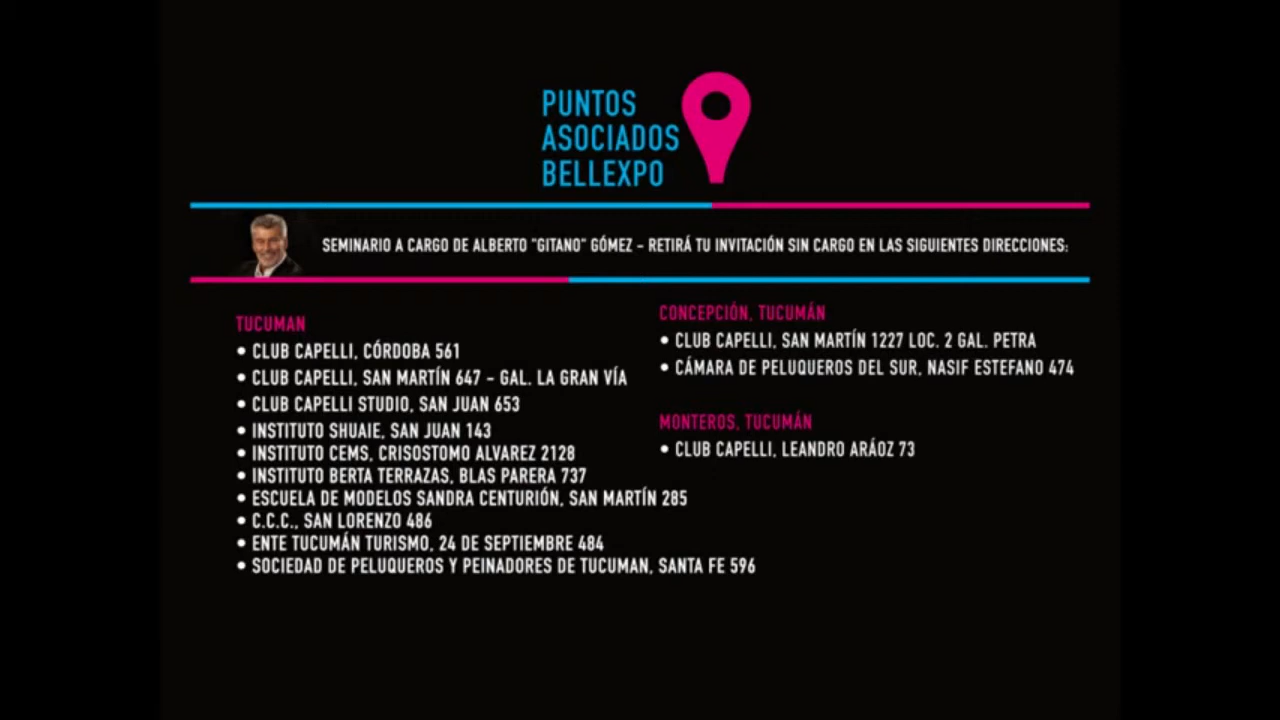 PUNTOS
ASOCIADOS
BELLEXPO
SEMINARIO A CARGO DE ALBERTO "GITANO" GÓMEZ - RETIRÁ TU INVITACIÓN SIN CARGO EN LAS SIGUIENTES DIRECCIONES:
TUCUMAN
• CLUB CAPELLI, CÓRDOBA 561
• CLUB CAPELLI, SAN MARTÍN 647 - GAL. LA GRAN VÍA
• CLUB CAPELLI STUDIO, SAN JUAN 653
• INSTITUTO SHUAIE, SAN JUAN 143
• INSTITUTO CEMS, CRISOSTOMO ALVAREZ 2128
• INSTITUTO BERTA TERRAZAS, BLAS PARERA 737
• ESCUELA DE MODELOS SANDRA CENTURIÓN, SAN MARTÍN 285
• C.C.C., SAN LORENZO 486
• ENTE TUCUMÁN TURISMO, 24 DE SEPTIEMBRE 484
• SOCIEDAD DE PELUQUEROS Y PEINADORES DE TUCUMAN, SANTA FE 596
CONCEPCIÓN, TUCUMÁN
• CLUB CAPELLI, SAN MARTÍN 1227 LOC. 2 GAL. PETRA
• CÁMARA DE PELUQUEROS DEL SUR, NASIF ESTEFANO 474
MONTEROS, TUCUMÁN
• CLUB CAPELLI, LEANDRO ARÁOZ 73